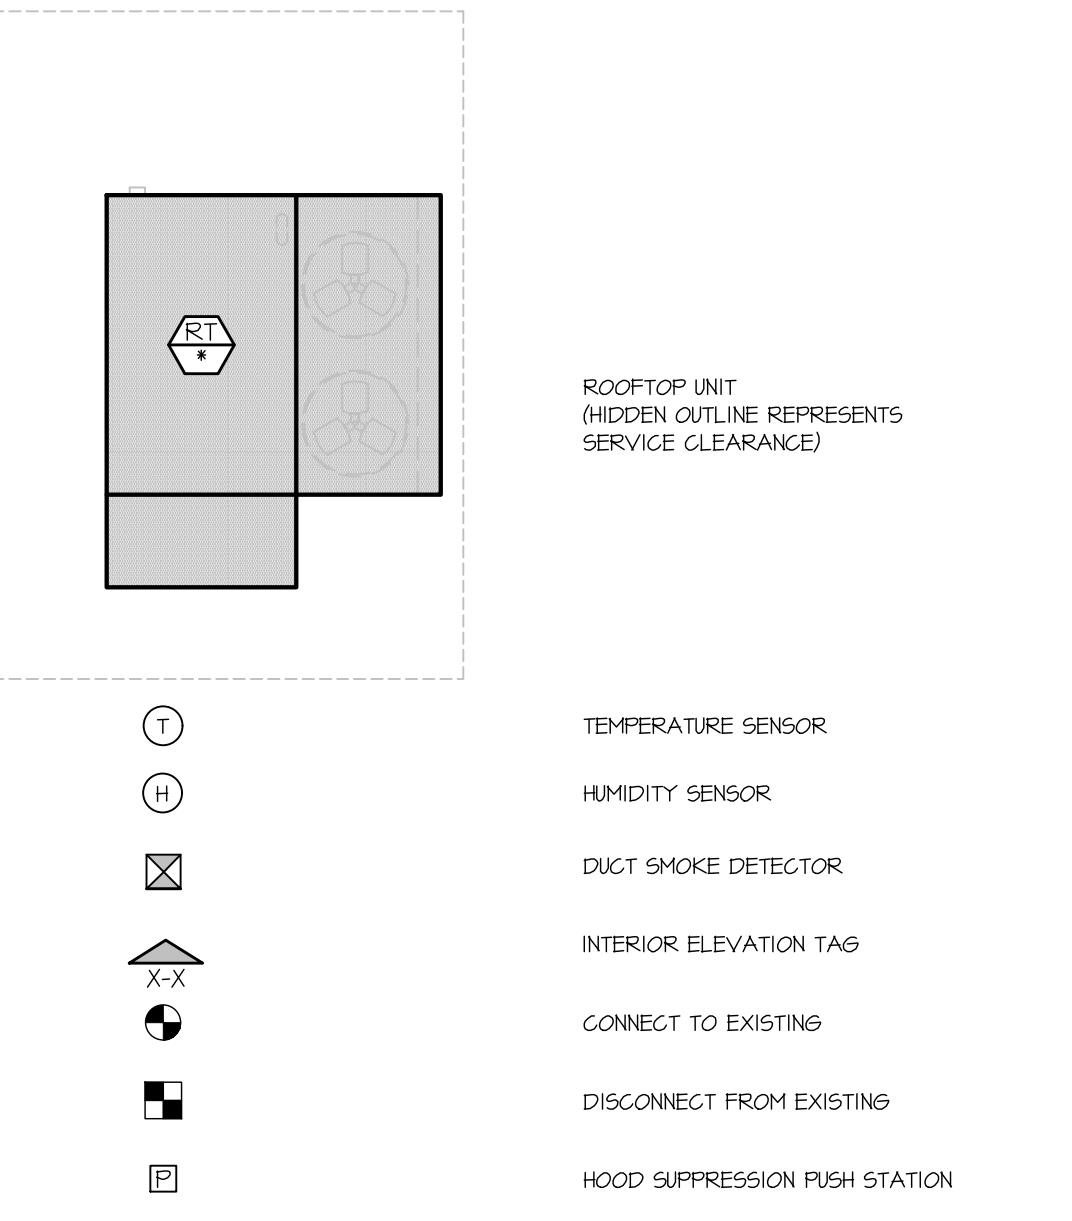 RT
*
ROOFTOP UNIT
(HIDDEN OUTLINE REPRESENTS
SERVICE CLEARANCE)
T
TEMPERATURE SENSOR
H
HUMIDITY SENSOR
DUCT SMOKE DETECTOR
INTERIOR ELEVATION TAG
X-X
CONNECT TO EXISTING
DISCONNECT FROM EXISTING
P
HOOD SUPPRESSION PUSH STATION